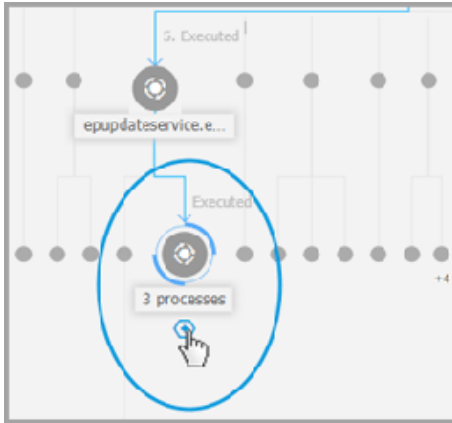 5. Executed
epupdateservice.e...
Executed
3 processes
+4